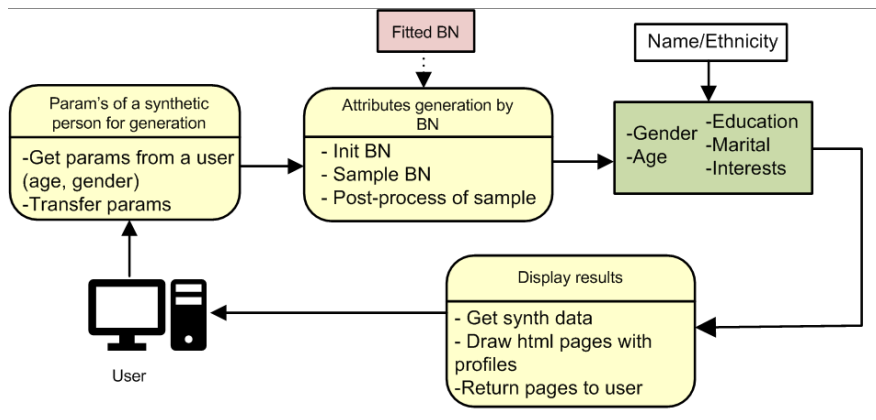 Fitted BN
Name/Ethnicity
Param's of a synthetic
person for generation
-Get params from a user
(age, gender)
-Transfer params
Attributes generation by
BN
- Init BN
- Sample BN
- Post-process of sample
-Gender
-Age
-Education
-Marital
-Interests
Display results
- Get synth data
- Draw html pages with
profiles
-Return pages to user
User